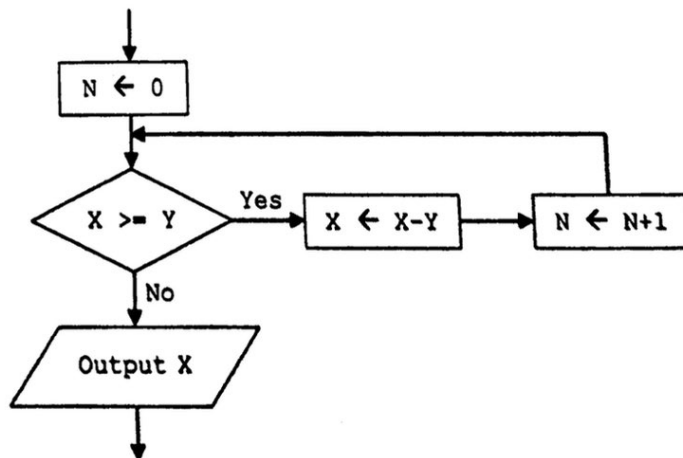 N ← 0
X >= Y
Yes
X ← X-Y
N ← N+1
No
Output X